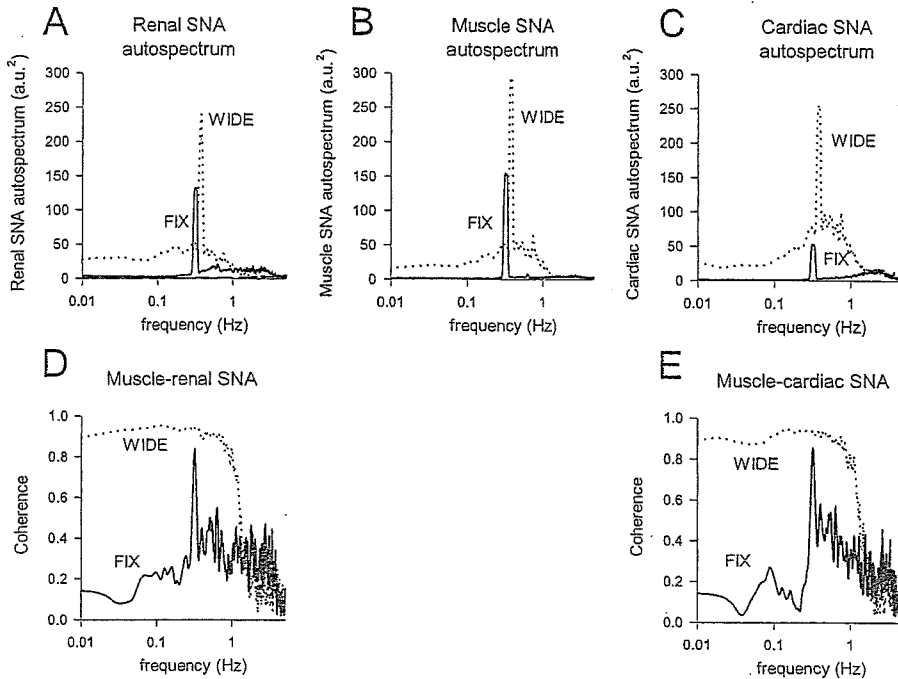 A
Renal SNA
autospectrum
Renal SNA autospectrum (a.u.²)
300
250
200
150
100
50
0
WIDE
FIX
0.01
0.1
1
frequency (Hz)
B
Muscle SNA
autospectrum
Muscle SNA autospectrum (a.u.²)
300
250
200
150
100
50
0
WIDE
FIX
0.01
0.1
1
frequency (Hz)
C
Cardiac SNA
autospectrum
Cardiac SNA autospectrum (a.u.²)
300
250
200
150
100
50
0
WIDE
FIX
0.01
0.1
1
frequency (Hz)
D
Muscle-renal SNA
Coherence
1.0
0.8
0.6
0.4
0.2
0.0
WIDE
FIX
0.01
0.1
1
frequency (Hz)
E
Muscle-cardiac SNA
Coherence
1.0
0.8
0.6
0.4
0.2
0.0
WIDE
FIX
0.01
0.1
1
frequency (Hz)